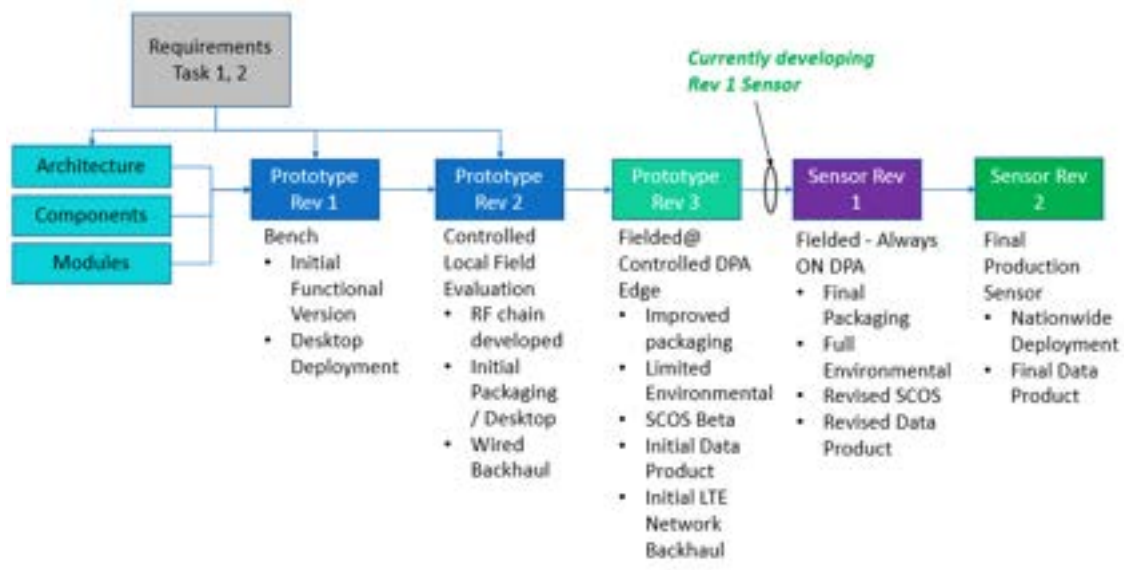 Requirements
Task 1, 2
Currently developing
Rev 1 Sensor
Architecture
Components
Modules
Prototype
Rev 1
Bench
• Initial
Functional
Version
• Desktop
Deployment
Prototype
Rev 2
Controlled
Local Field
Evaluation
• RF chain
developed
• Initial
Packaging
/ Desktop
• Wired
Backhaul
Prototype
Rev 3
Fielded@
Controlled DPA
Edge
• Improved
packaging
• Limited
Environmental
• SCOS Beta
• Initial Data
Product
• Initial LTE
Network
Backhaul
Sensor Rev
1
Fielded - Always
ON DPA
• Final
Packaging
• Full
Environmental
• Revised SCOS
• Revised Data
Product
Sensor Rev
2
Final
Production
Sensor
• Nationwide
Deployment
• Final Data
Product